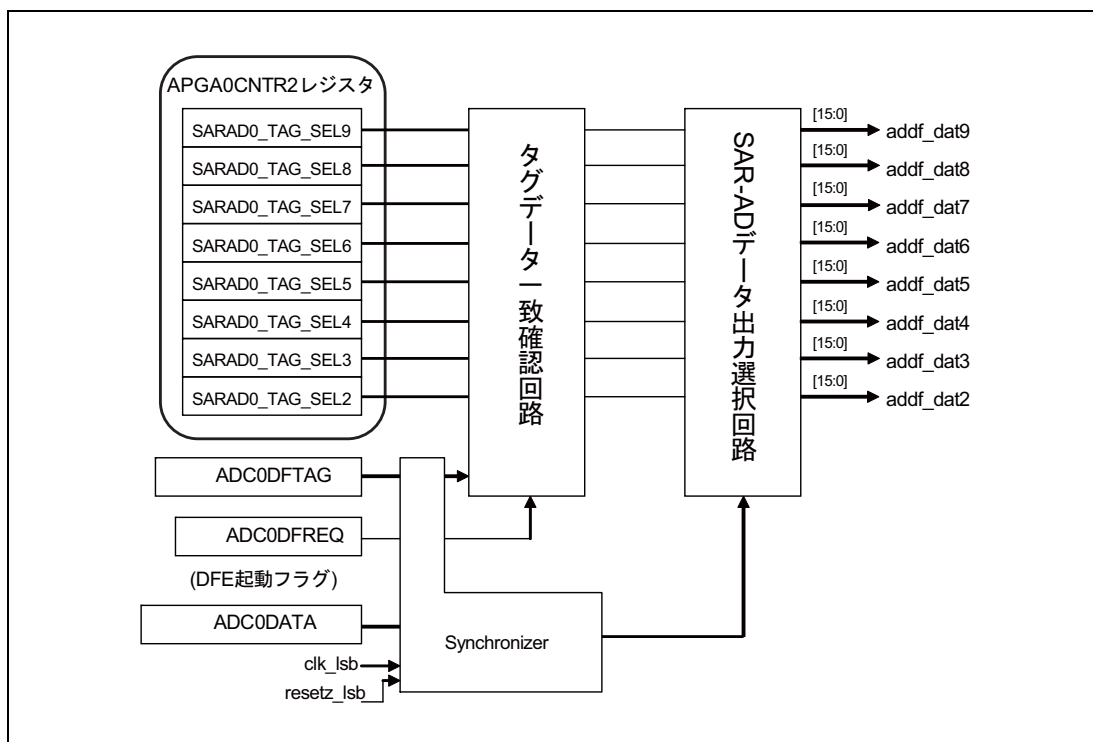 APGA0CNTR2レジスタ
SARAD0_TAG_SEL9
SARAD0_TAG_SEL8
SARAD0_TAG_SEL7
SARAD0_TAG_SEL6
SARAD0_TAG_SEL5
SARAD0_TAG_SEL4
SARAD0_TAG_SEL3
SARAD0_TAG_SEL2
タグデータ一致確認回路
SAR-ADデータ出力選択回路
[15:0]
addf_dat9
[15:0]
addf_dat8
[15:0]
addf_dat7
[15:0]
addf_dat6
[15:0]
addf_dat5
[15:0]
addf_dat4
[15:0]
addf_dat3
[15:0]
addf_dat2
ADC0DFTAG
ADC0DFREQ
(DFE起動フラグ)
ADC0DATA
Synchronizer
clk_lsb
resetz_lsb